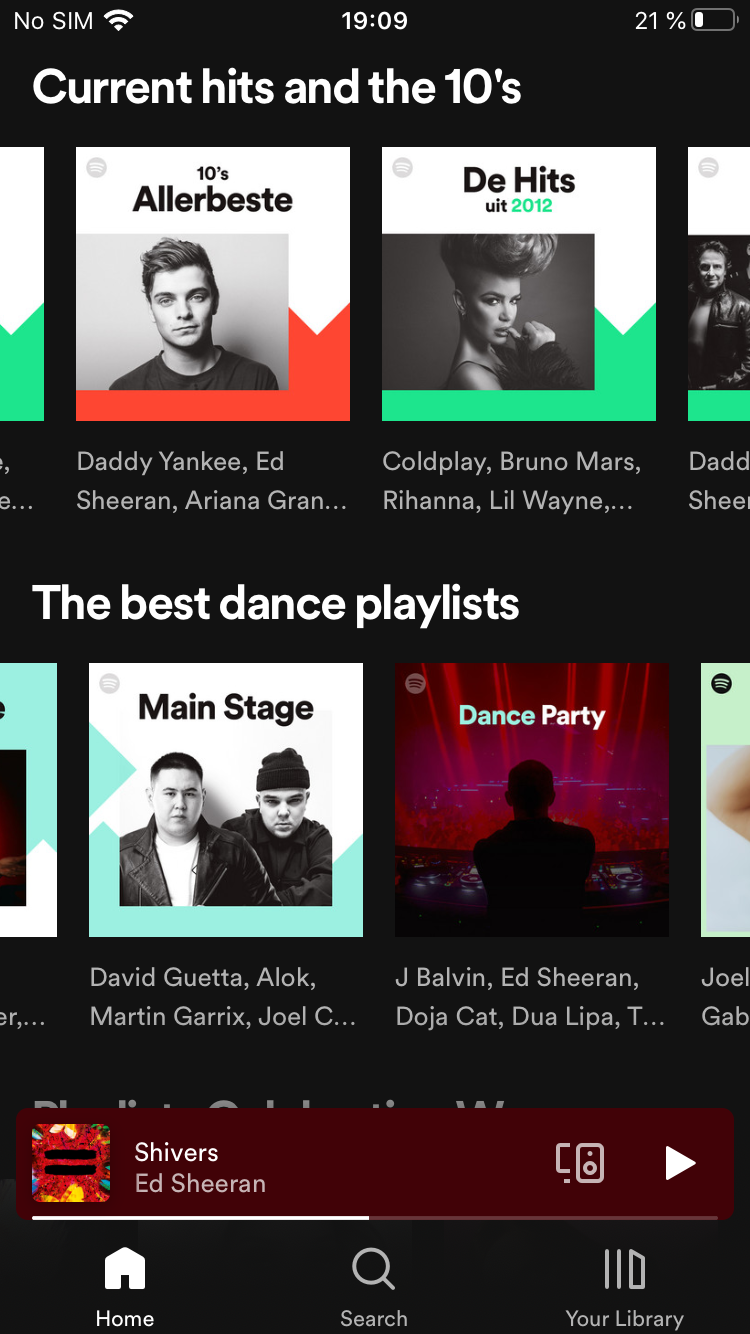 No SIM 19:09 21 %
Current hits and the 10's
10's
Allerbeste
De Hits
uit 2012
Daddy Yankee, Ed
Sheeran, Ariana Gran...
Coldplay, Bruno Mars,
Rihanna, Lil Wayne,...
Dadd
Sheer
The best dance playlists
Main Stage
Dance Party
David Guetta, Alok,
Martin Garrix, Joel C...
J Balvin, Ed Sheeran,
Doja Cat, Dua Lipa, T...
Joel
Gab
er,...
Shivers
Ed Sheeran
Home
Search
Your Library